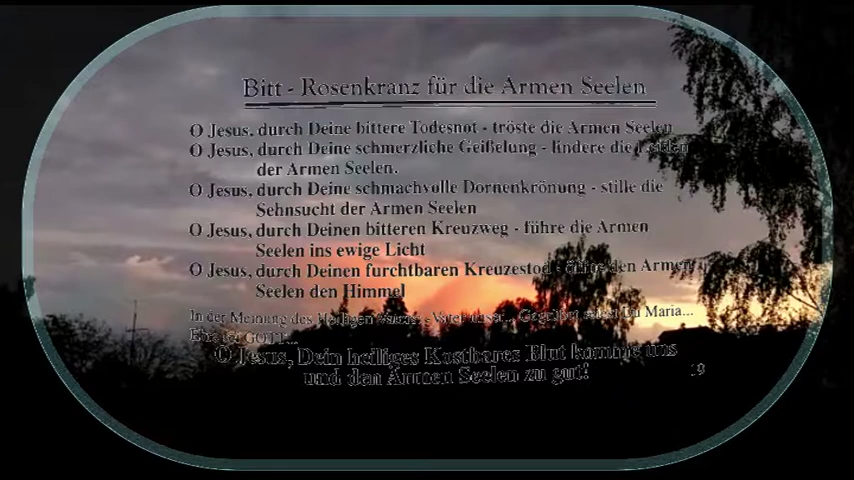 Bitt - Rosenkranz für die Armen Seelen
O Jesus, durch Deine bittere Todesnot - tröste die Armen Seelen
O Jesus, durch Deine schmerzliche Geißelung - lindere die Leiden
der Armen Seelen.
O Jesus, durch Deine schmachvolle Dornenkrönung - stille die
Sehnsucht der Armen Seelen
O Jesus, durch Deinen bitteren Kreuzweg - führe die Armen
Seelen ins ewige Licht
O Jesus, durch Deinen furchtbaren Kreuzestod - öffne den Armen
Seelen den Himmel
In der Meinung des Heiligen Vaters: - Vater unser... Gegrüßet seist Du Maria...
Ehre sei GOTT...
O Jesus, Dein heiliges Kostbares Blut komme uns
und den Armen Seelen zu gut!
19